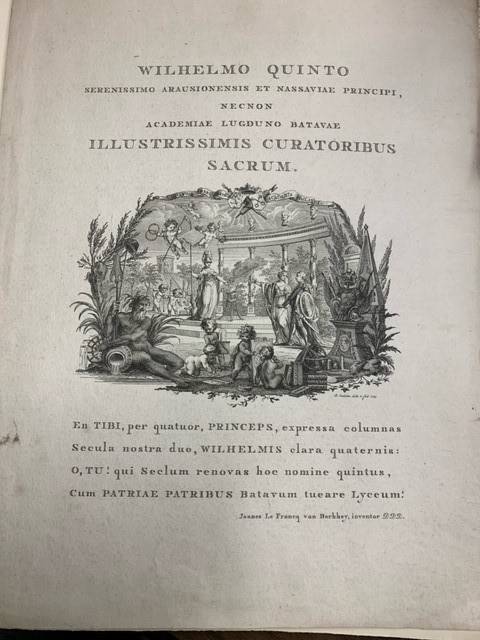 WILHELMO QUINTO
SERENISSIMO ARAUSIONENSIS ET NASSAVIAE PRINCIPI,
NECNON
ACADEMIAE LUGDUNO BATAVAE
ILLUSTRISSIMIS CURATORIBUS
SACRUM.
En TIBI, per quatuor, PRINCEPS, expressa columnas
Secula nostra duo, WILHELMIS clara quaternis:
O, TU! qui Seclum renovas hoc nomine quintus,
Cum PATRIAE PATRIBUS Batavum tueare Lyceum!
Joannes Le Francq van Berkhey, inventor D.D.D.